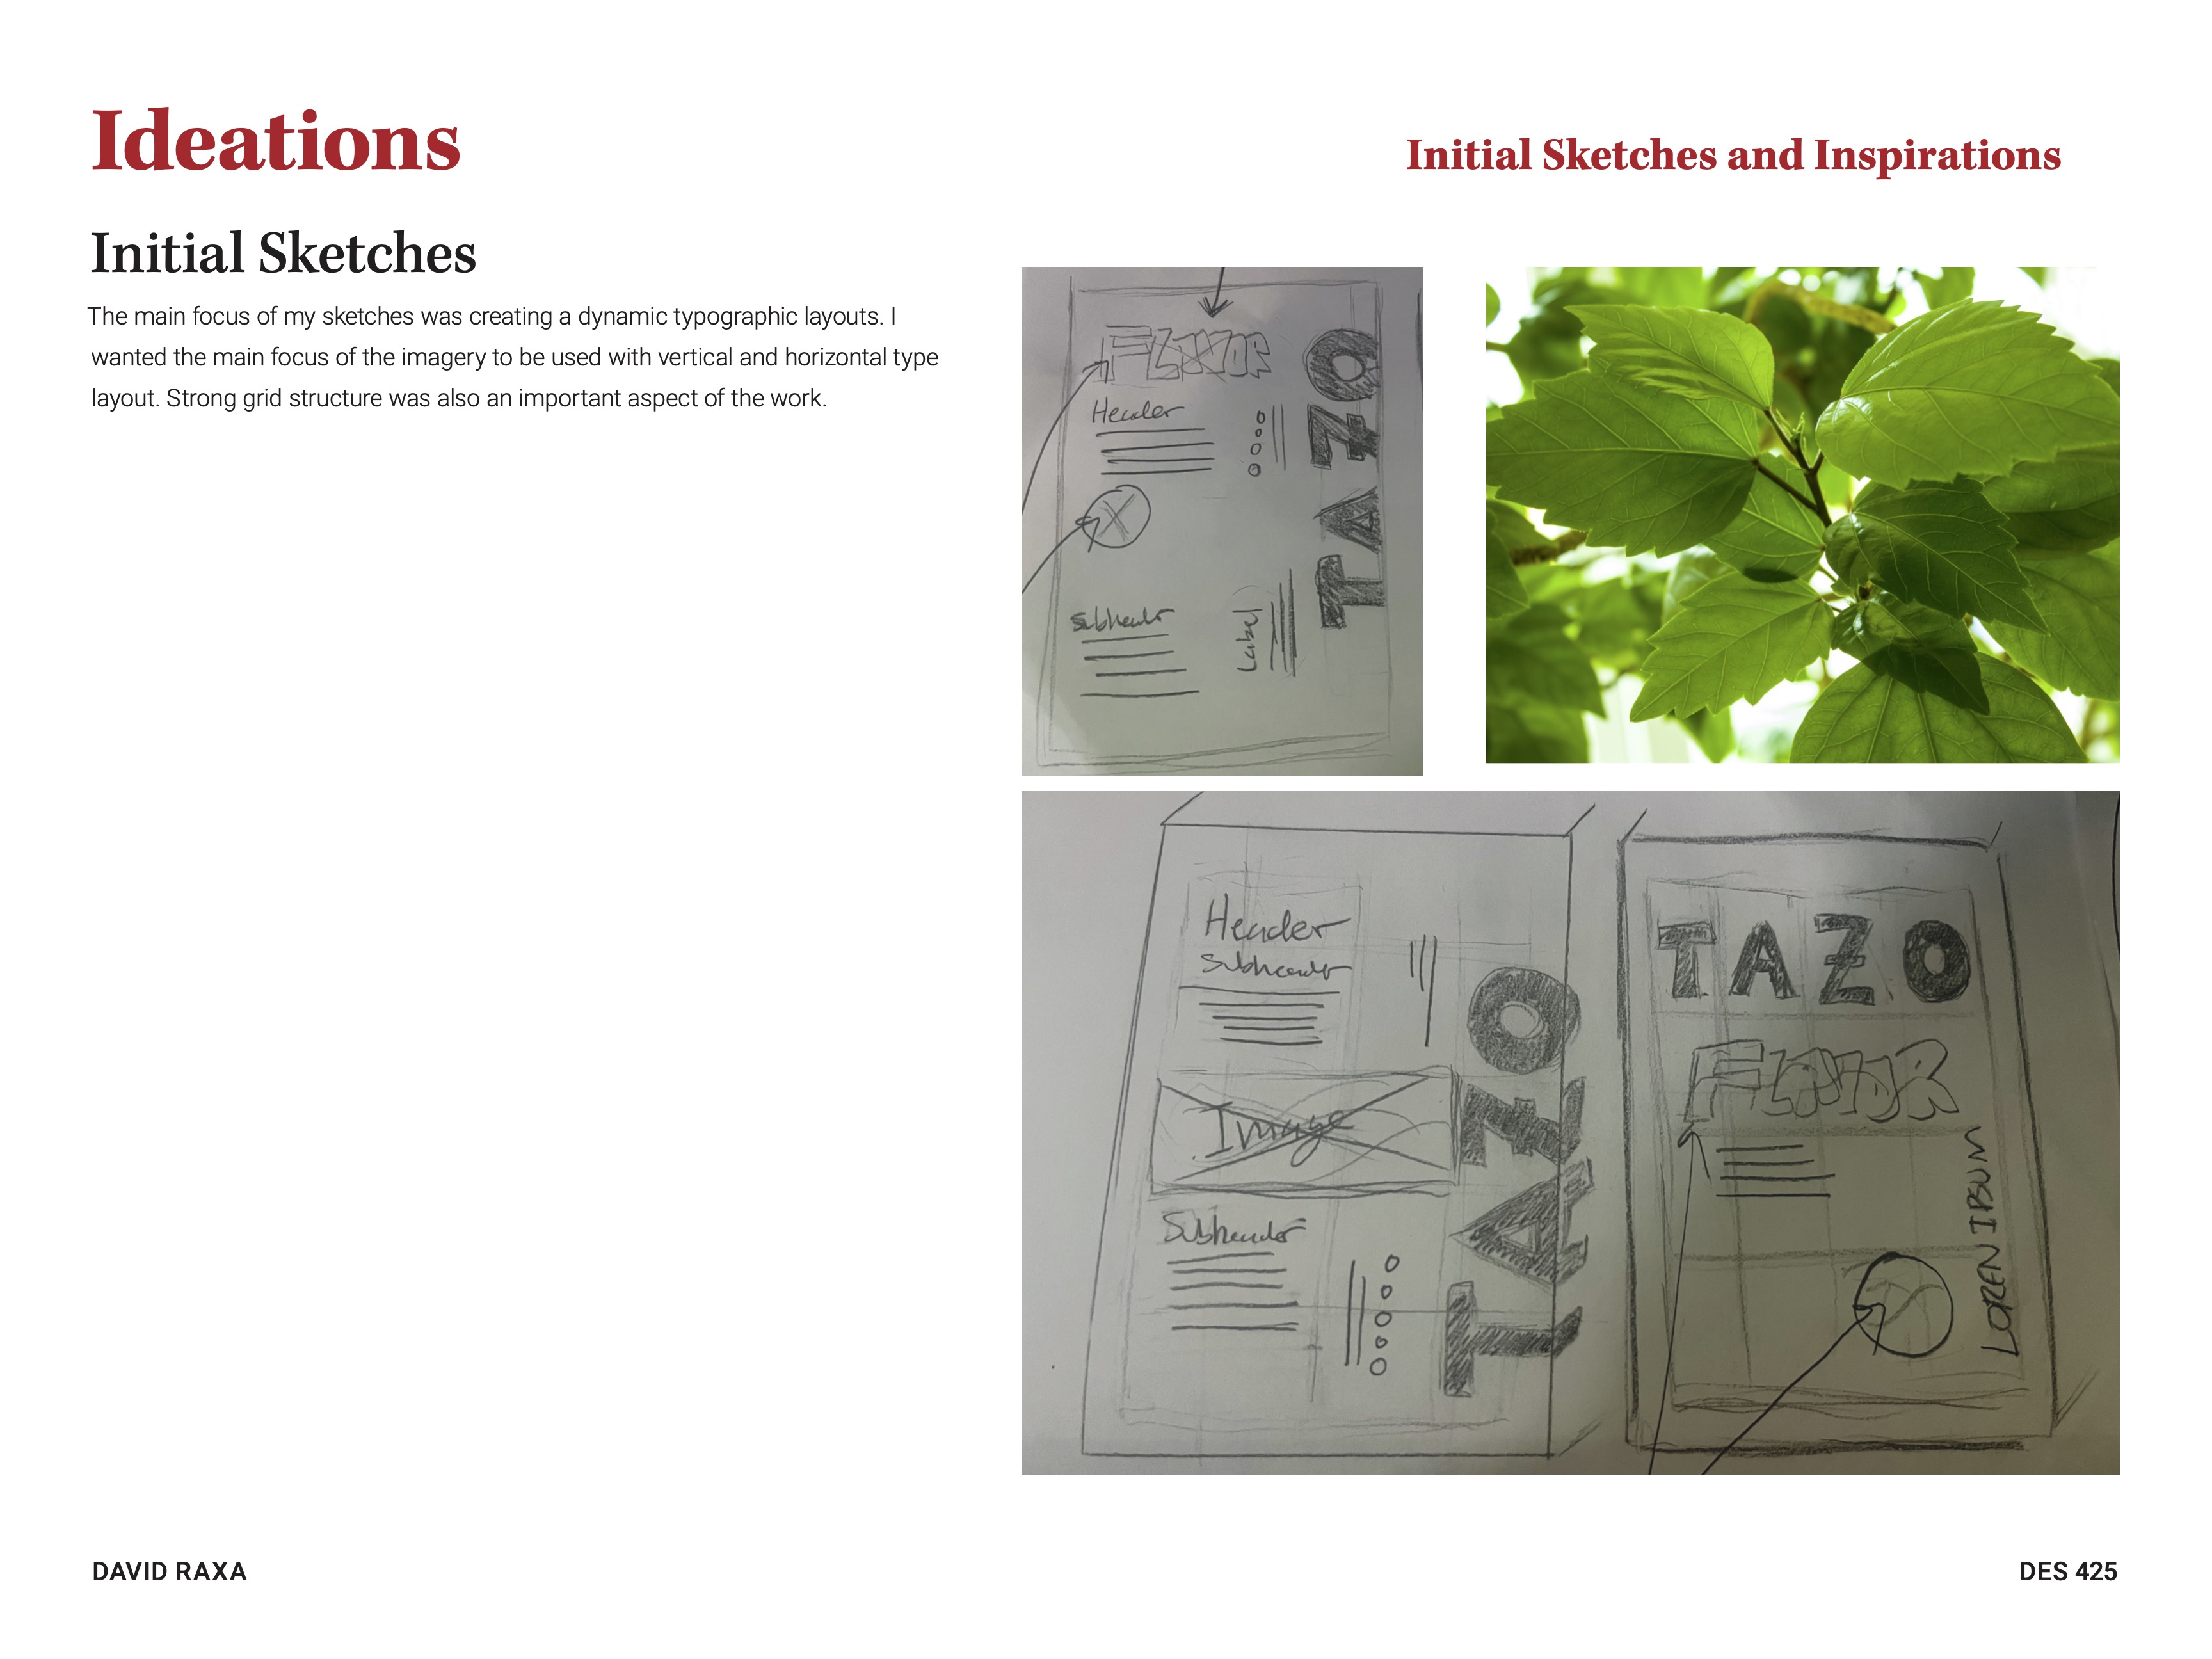 Ideations
Initial Sketches and Inspirations
Initial Sketches
The main focus of my sketches was creating a dynamic typographic layouts. I
wanted the main focus of the imagery to be used with vertical and horizontal type
layout. Strong grid structure was also an important aspect of the work.
FLAVOR
Header
Subheader
Label
TAZO
Header
Subheader
Image
Subheader
TAZO
TAZO
FLAVOR
LOREN IBSUM
DAVID RAXA
DES 425